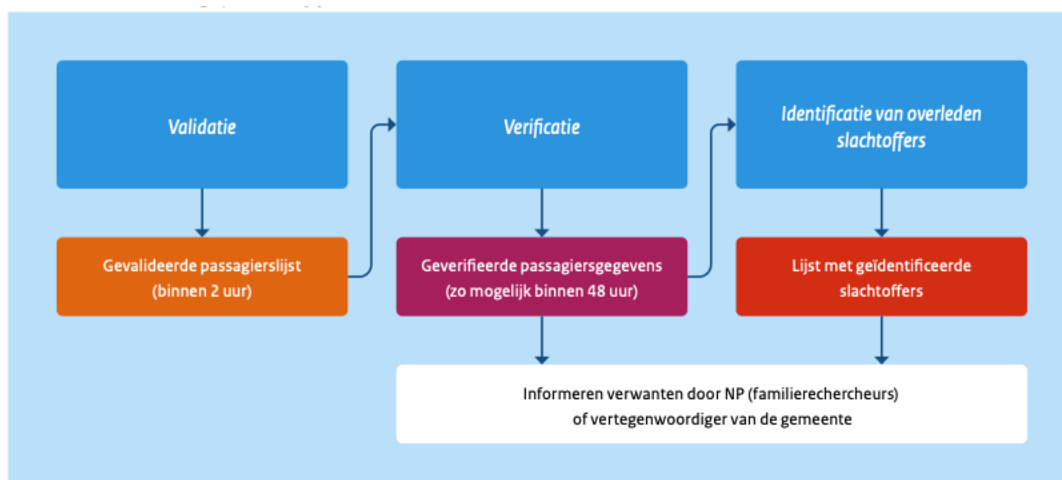 Validatie
Verificatie
Identificatie van overleden
slachtoffers
Gevalideerde passagierslijst
(binnen 2 uur)
Geverifieerde passagiersgegevens
(zo mogelijk binnen 48 uur)
Lijst met geïdentificeerde
slachtoffers
Informeren verwanten door NP (familierechercheurs)
of vertegenwoordiger van de gemeente